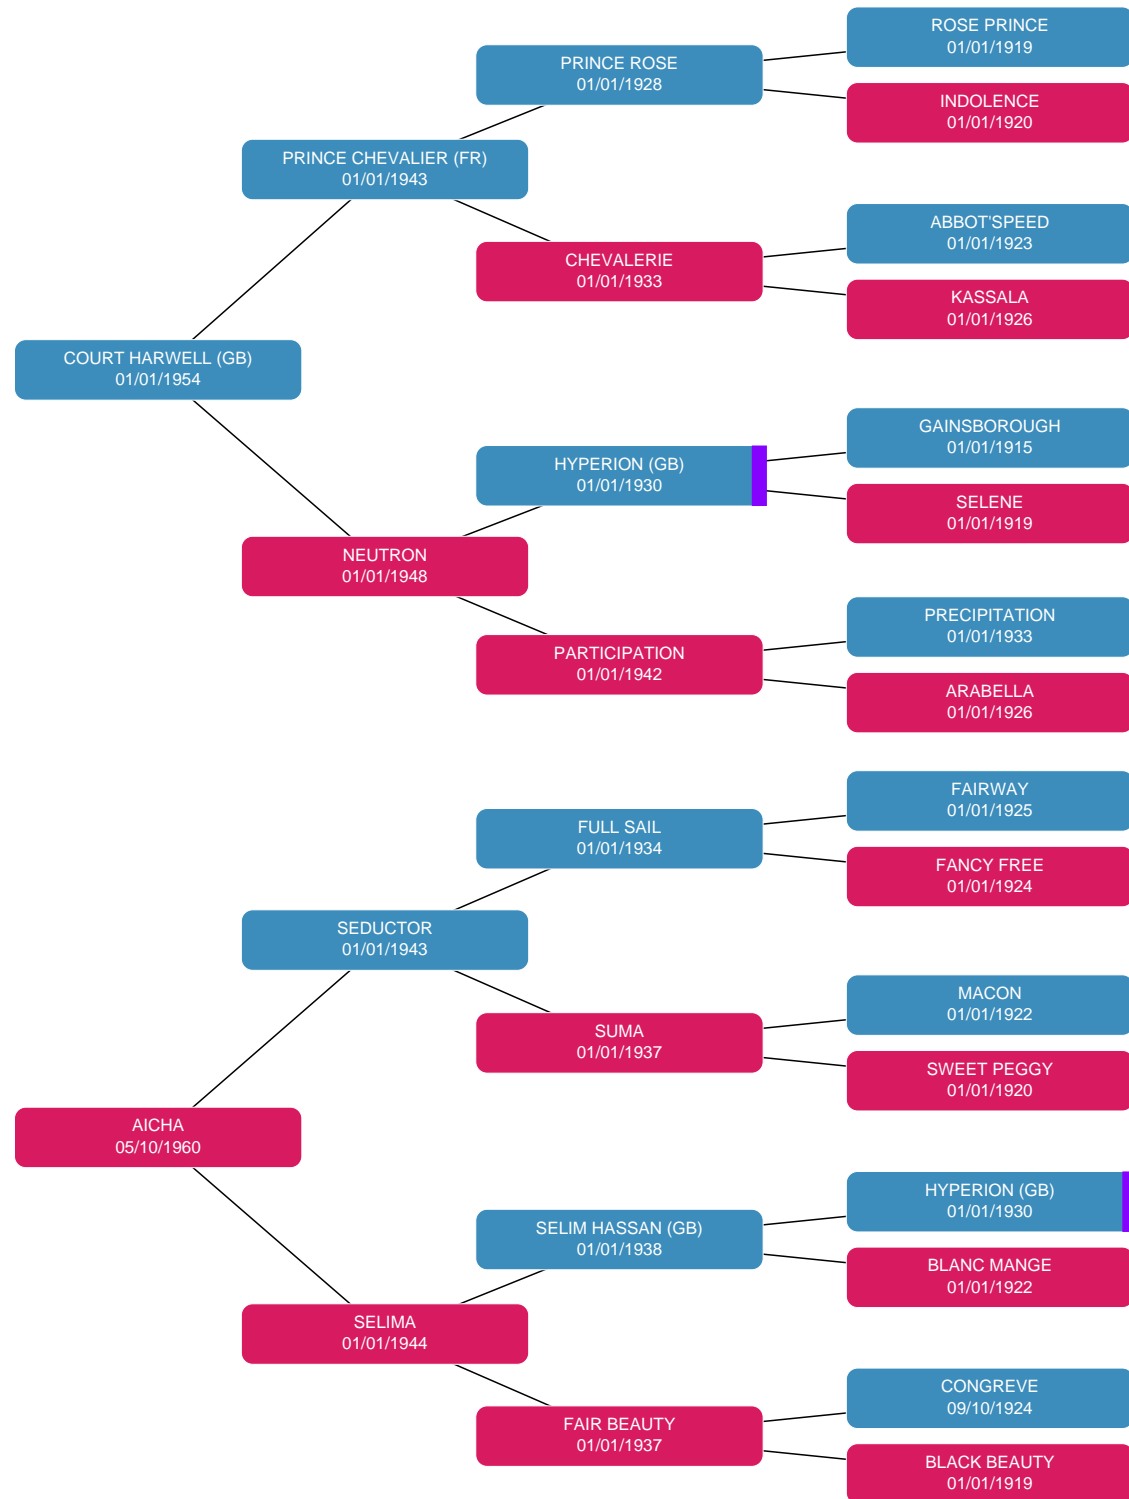 ROSE PRINCE
01/01/1919
PRINCE ROSE
01/01/1928
INDOLENCE
01/01/1920
PRINCE CHEVALIER (FR)
01/01/1943
ABBOT'SPEED
01/01/1923
CHEVALERIE
01/01/1933
KASSALA
01/01/1926
COURT HARWELL (GB)
01/01/1954
GAINSBOROUGH
01/01/1915
HYPERION (GB)
01/01/1930
SELENE
01/01/1919
NEUTRON
01/01/1948
PRECIPITATION
01/01/1933
PARTICIPATION
01/01/1942
ARABELLA
01/01/1926
FAIRWAY
01/01/1925
FULL SAIL
01/01/1934
FANCY FREE
01/01/1924
SEDUCTOR
01/01/1943
MACON
01/01/1922
SUMA
01/01/1937
SWEET PEGGY
01/01/1920
AICHA
05/10/1960
HYPERION (GB)
01/01/1930
SELIM HASSAN (GB)
01/01/1938
BLANC MANGE
01/01/1922
SELIMA
01/01/1944
CONGREVE
09/10/1924
FAIR BEAUTY
01/01/1937
BLACK BEAUTY
01/01/1919